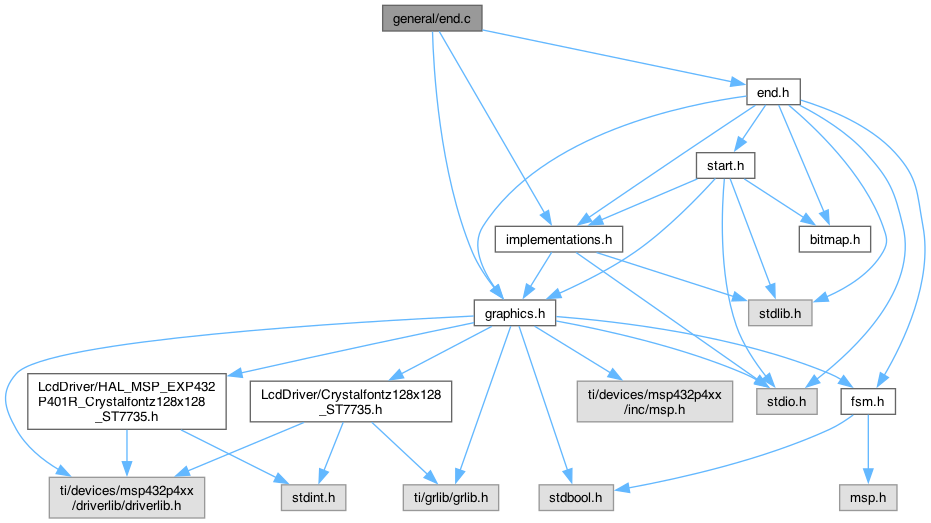 general/end.c
end.h
start.h
implementations.h
bitmap.h
graphics.h
stdlib.h
LcdDriver/HAL_MSP_EXP432
P401R_Crystalfontz128x128
_ST7735.h
LcdDriver/Crystalfontz128x128
_ST7735.h
ti/devices/msp432p4xx
/inc/msp.h
stdio.h
fsm.h
ti/devices/msp432p4xx
/driverlib/driverlib.h
stdint.h
ti/grlib/grlib.h
stdbool.h
msp.h